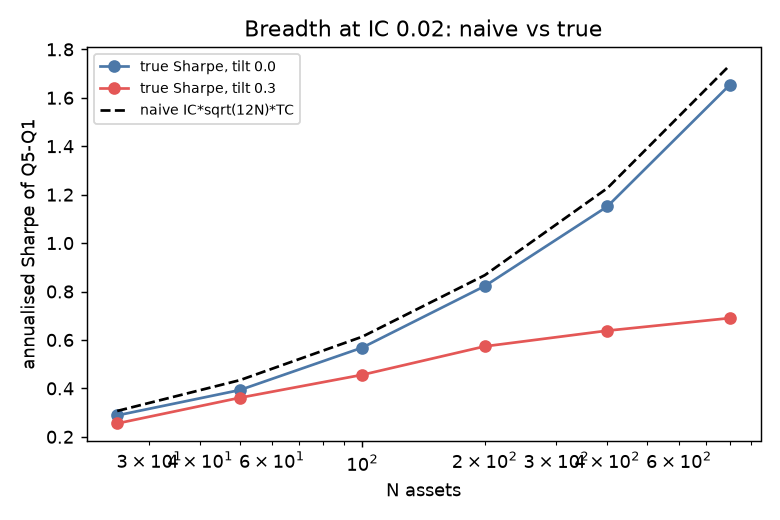 Breadth at IC 0.02: naive vs true
annualised Sharpe of Q5-Q1
1.8
1.6
1.4
1.2
1.0
0.8
0.6
0.4
0.2
true Sharpe, tilt 0.0
true Sharpe, tilt 0.3
naive IC*sqrt(12N)*TC
3 × 10¹ 4 × 10¹ 6 × 10¹ 10² 2 × 10² 3 × 10² 4 × 10² 6 × 10²
N assets